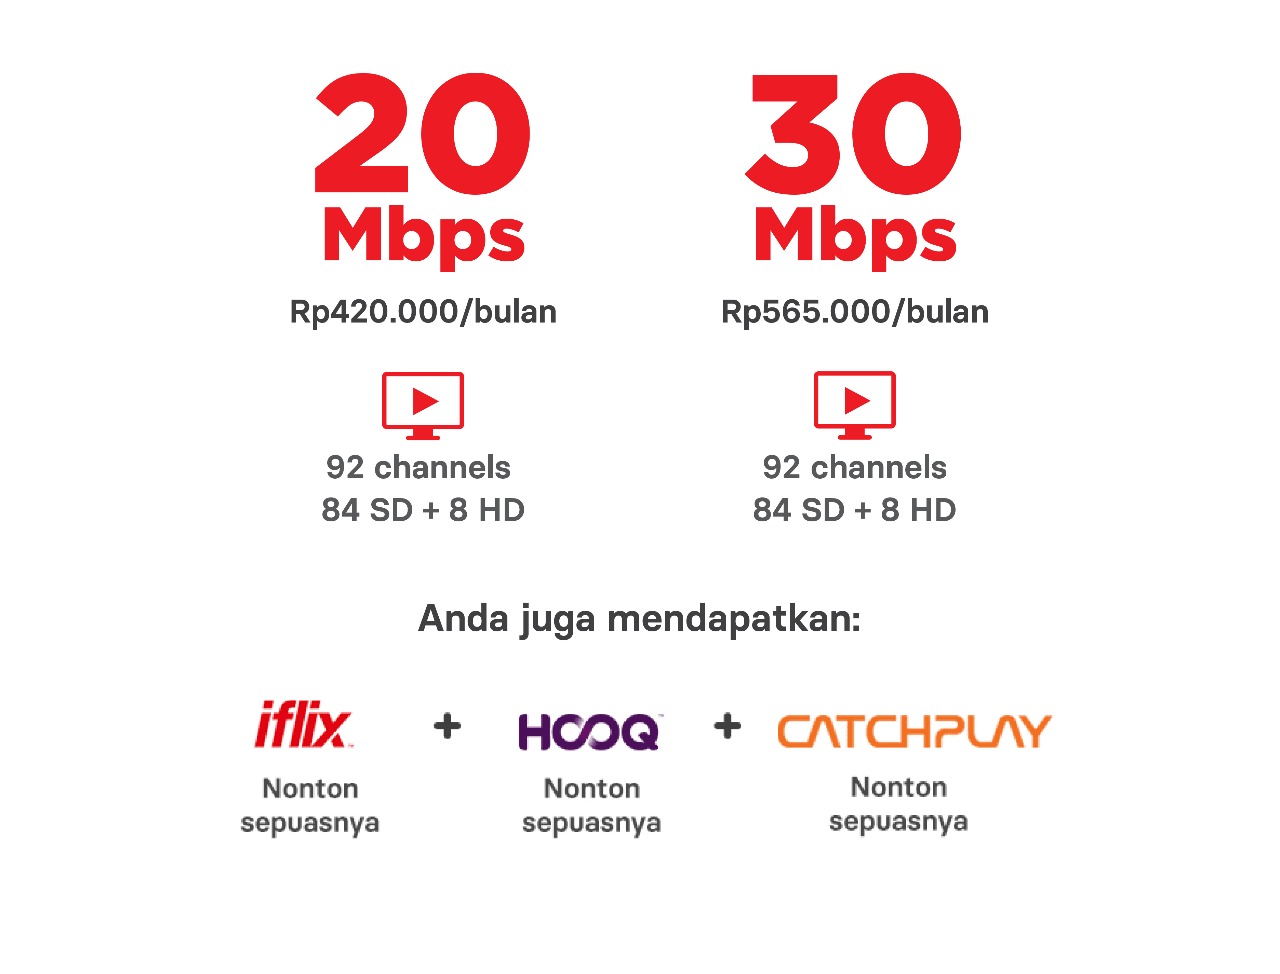 20 Mbps
Rp420.000/bulan
92 channels
84 SD + 8 HD
30 Mbps
Rp565.000/bulan
92 channels
84 SD + 8 HD
Anda juga mendapatkan:
iflix + HOOQ™ + CATCHPLAY
Nonton sepuasnya
Nonton sepuasnya
Nonton sepuasnya